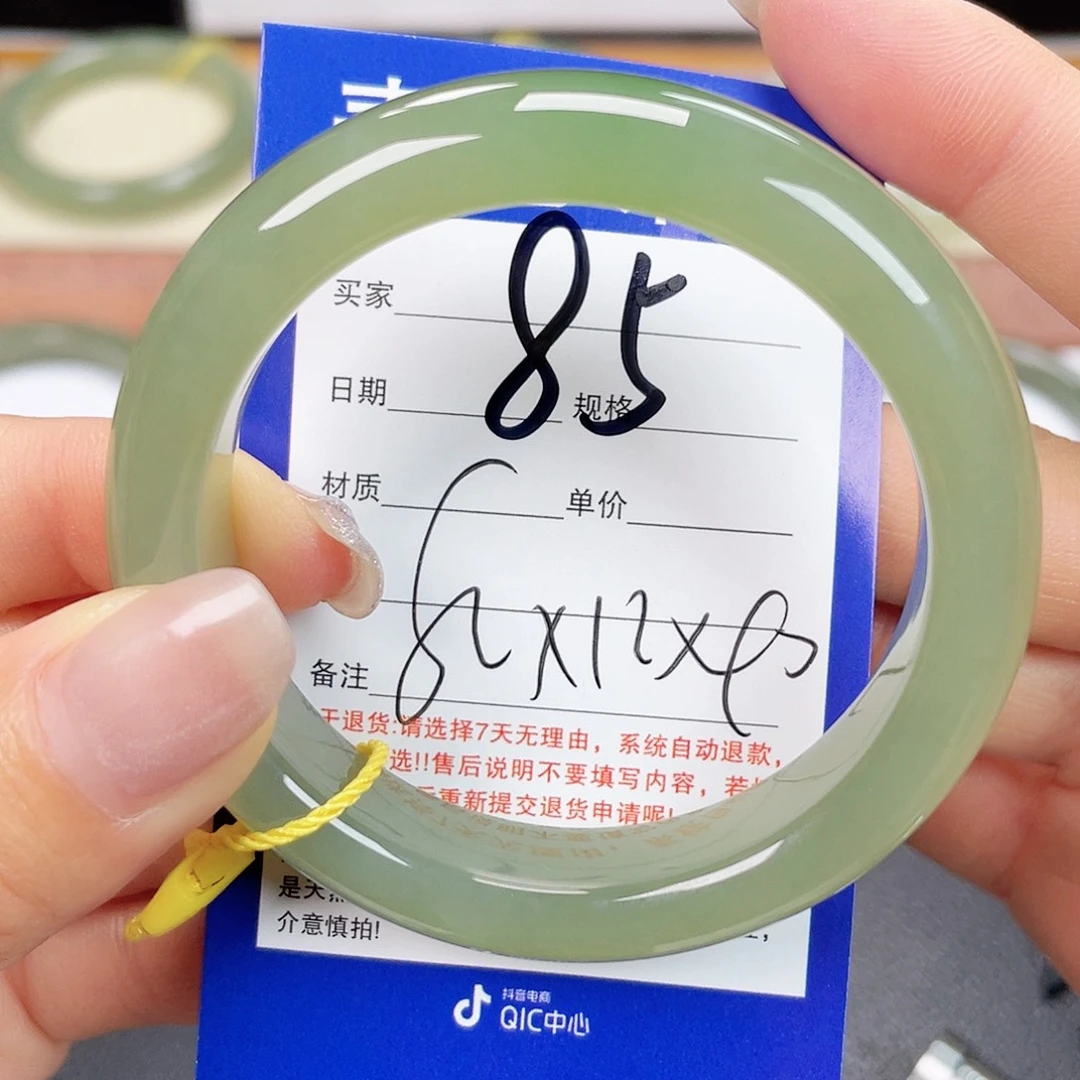 85
买家
日期 规格
材质 单价
备注
于退货:请选择7天无理由，系统自动退款，
选!!售后说明不要填写内容，若
后重新提交退货申请呢!
是天然
介意慎拍!
抖音电商
QIC中心